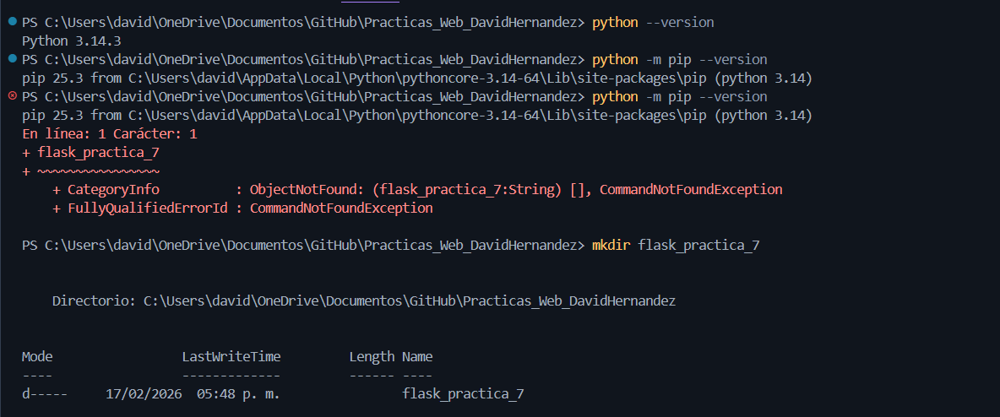 PS C:\Users\david\OneDrive\Documentos\GitHub\Practicas_Web_DavidHernandez> python --version
Python 3.14.3
PS C:\Users\david\OneDrive\Documentos\GitHub\Practicas_Web_DavidHernandez> python -m pip --version
pip 25.3 from C:\Users\david\AppData\Local\Python\pythoncore-3.14-64\Lib\site-packages\pip (python 3.14)
PS C:\Users\david\OneDrive\Documentos\GitHub\Practicas_Web_DavidHernandez> python -m pip --version
pip 25.3 from C:\Users\david\AppData\Local\Python\pythoncore-3.14-64\Lib\site-packages\pip (python 3.14)
En línea: 1 Carácter: 1
+ flask_practica_7
+ ~~~~~~~~~~~~~~~~
    + CategoryInfo          : ObjectNotFound: (flask_practica_7:String) [], CommandNotFoundException
    + FullyQualifiedErrorId : CommandNotFoundException
PS C:\Users\david\OneDrive\Documentos\GitHub\Practicas_Web_DavidHernandez> mkdir flask_practica_7
    Directorio: C:\Users\david\OneDrive\Documentos\GitHub\Practicas_Web_DavidHernandez
Mode                 LastWriteTime         Length Name
----                 -------------         ------ ----
d-----     17/02/2026  05:48 p. m.                flask_practica_7